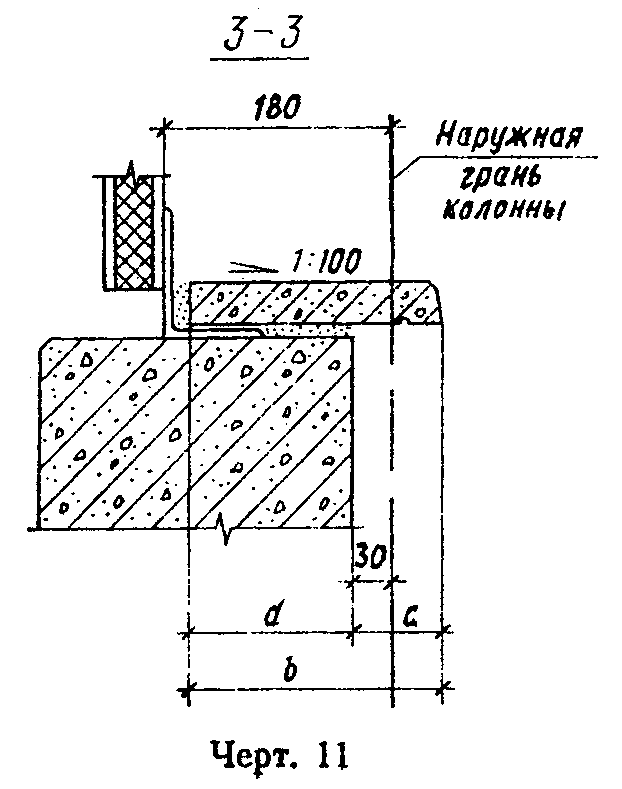 3-3
180
Наружная
грань
колонны
1:100
30
d
c
b
Черт. 11